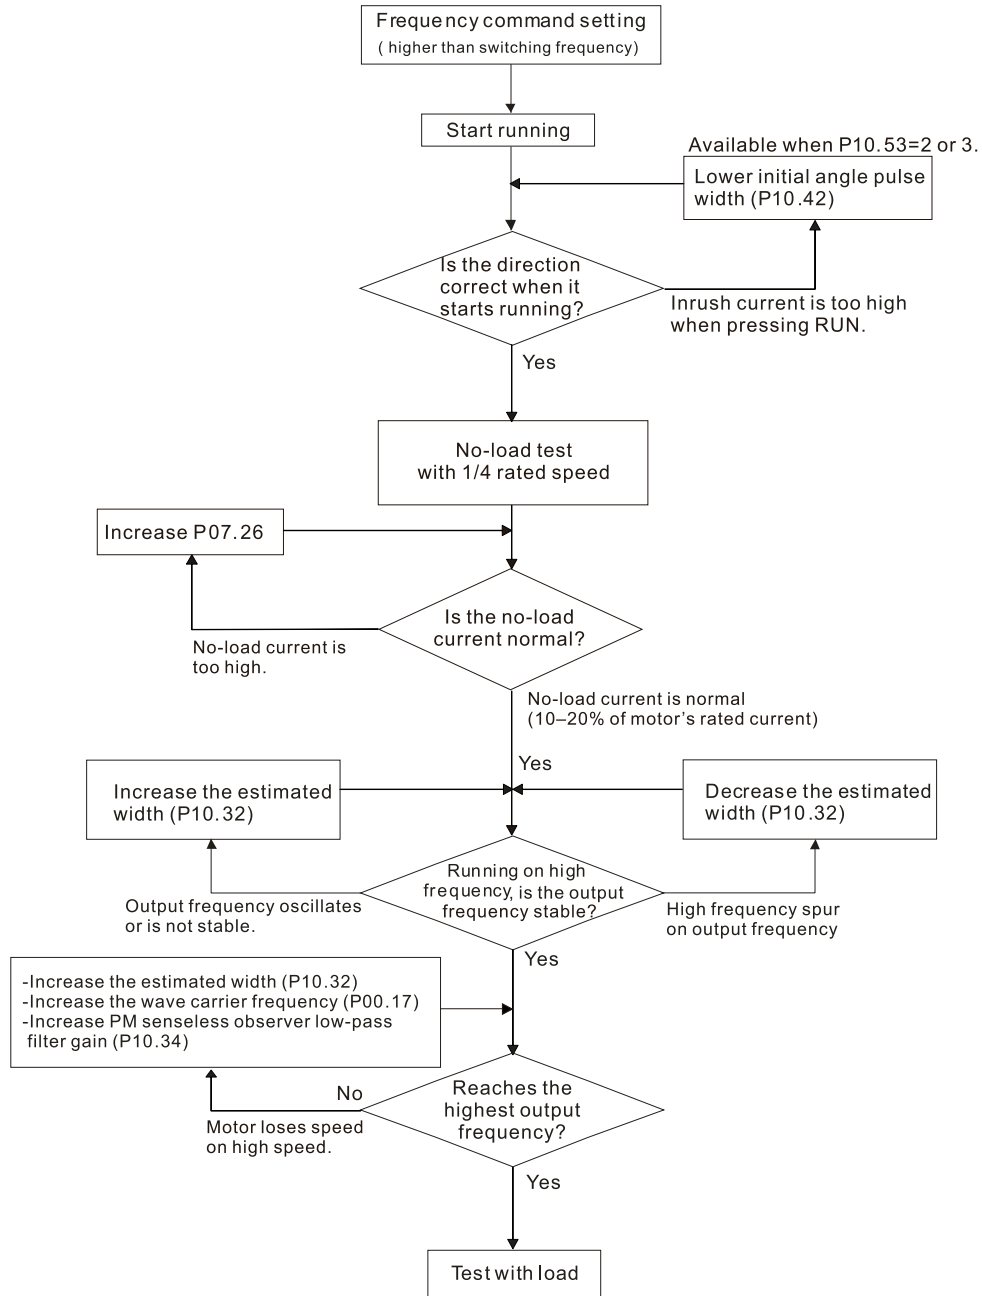 Frequency command setting
( higher than switching frequency)
Start running
Available when P10.53=2 or 3.
Lower initial angle pulse
width (P10.42)
Is the direction
correct when it
starts running?
Inrush current is too high
when pressing RUN.
Yes
No-load test
with 1/4 rated speed
Increase P07.26
Is the no-load
current normal?
No-load current is
too high.
No-load current is normal
(10–20% of motor’s rated current)
Yes
Increase the estimated
width (P10.32)
Decrease the estimated
width (P10.32)
Running on high
frequency, is the output
frequency stable?
Output frequency oscillates
or is not stable.
High frequency spur
on output frequency
Yes
-Increase the estimated width (P10.32)
-Increase the wave carrier frequency (P00.17)
-Increase PM senseless observer low-pass
filter gain (P10.34)
Reaches the
highest output
frequency?
No
Motor loses speed
on high speed.
Yes
Test with load